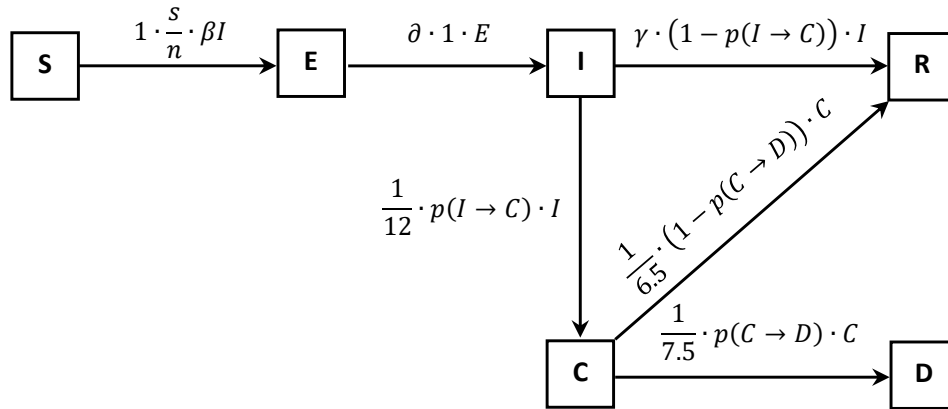 1 · s/n · βI
∂ · 1 · E
γ · (1 − p(I → C)) · I
S
E
I
R
1/12 · p(I → C) · I
1/6.5 · (1 − p(C → D)) · C
1/7.5 · p(C → D) · C
C
D